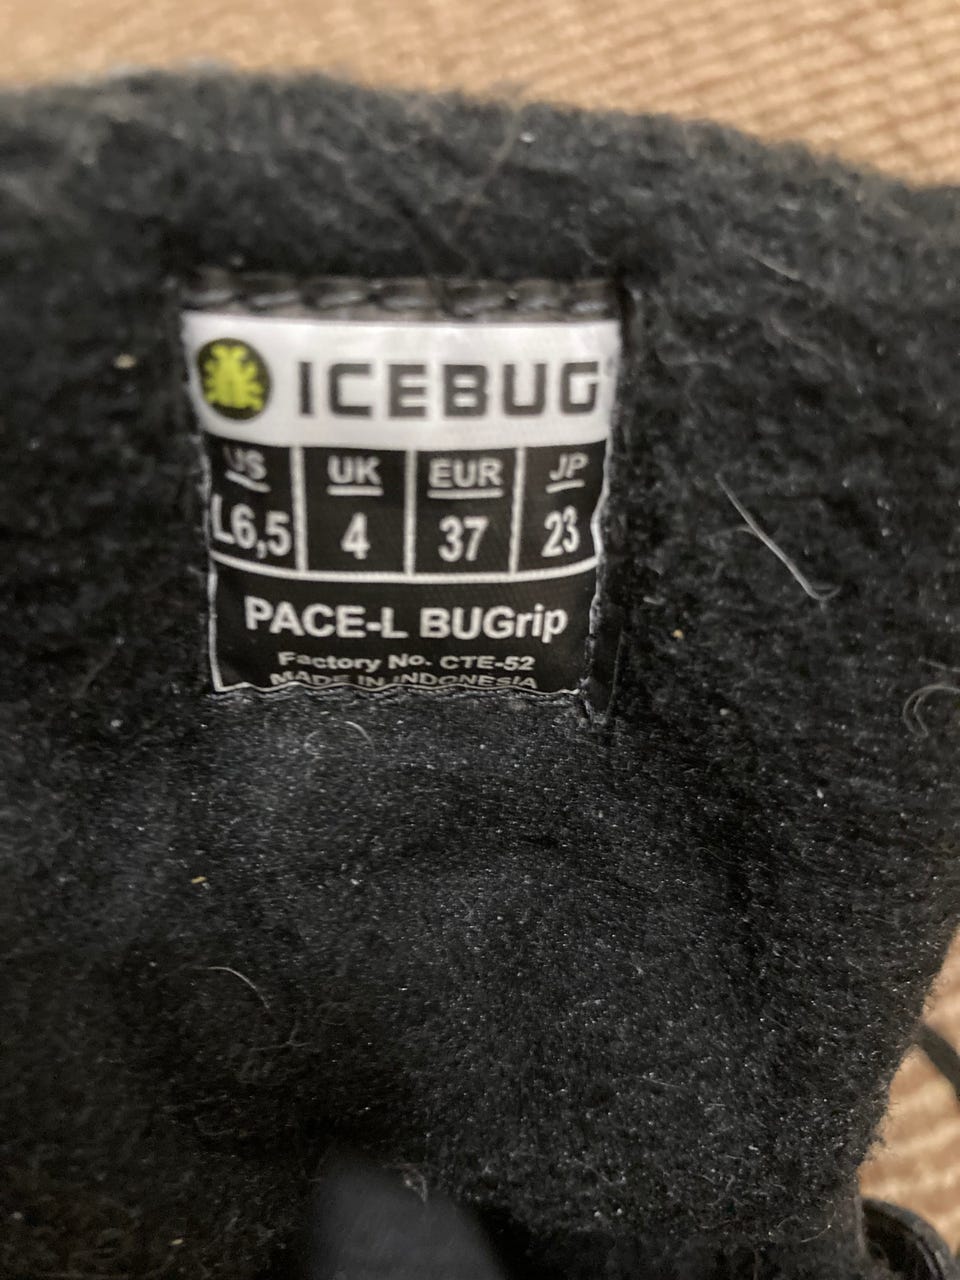 ICEBUG
US UK EUR JP
L6,5 4 37 23
PACE-L BUGrip
Factory No. CTE-52
MADE IN INDONESIA